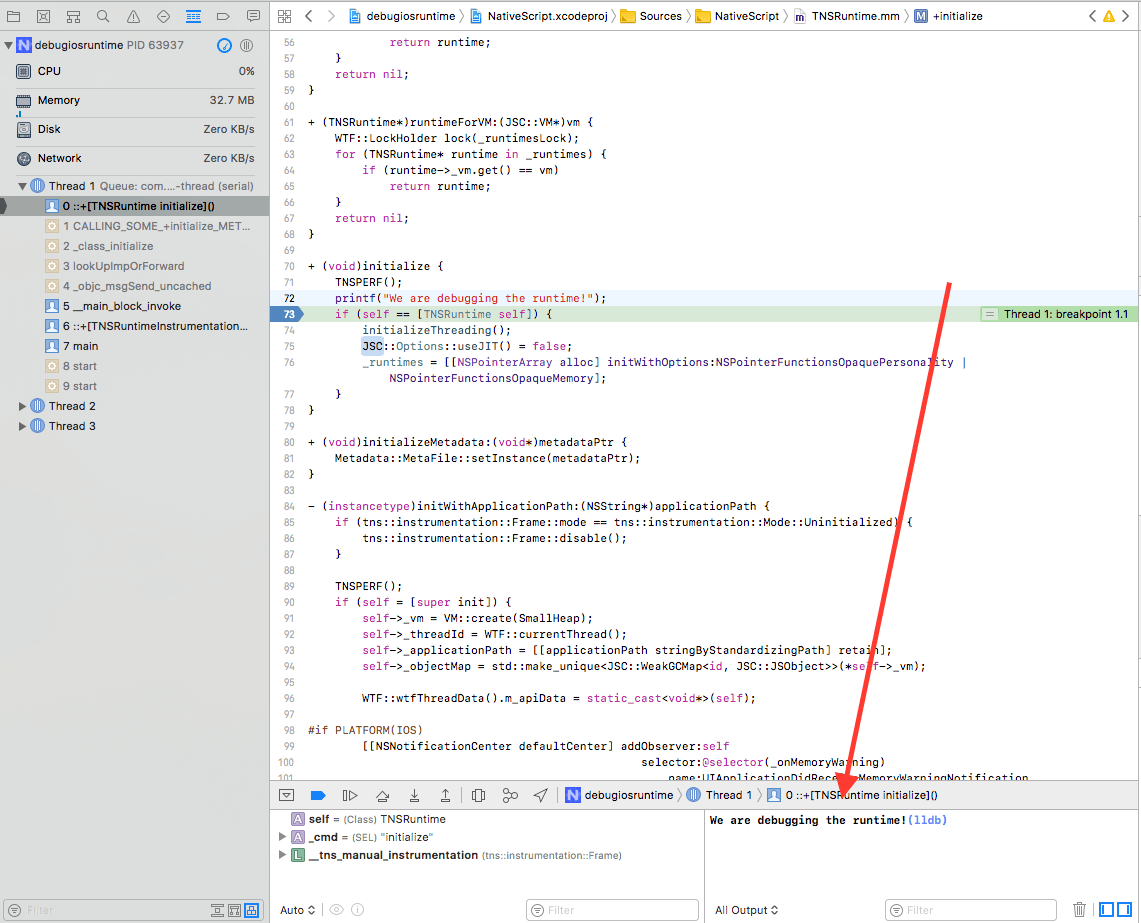 debugiosruntime PID 63937
CPU 0%
Memory 32.7 MB
Disk Zero KB/s
Network Zero KB/s
Thread 1 Queue: com....-thread (serial)
0 ::+[TNSRuntime initialize]()
1 CALLING_SOME_+initialize_MET...
2 _class_initialize
3 lookUpImpOrForward
4 _objc_msgSend_uncached
5 __main_block_invoke
6 ::+[TNSRuntimeInstrumentation...
7 main
8 start
9 start
Thread 2
Thread 3
Filter
debugiosruntime NativeScript.xcodeproj Sources NativeScript m TNSRuntime.mm M +initialize
56 return runtime;
57 }
58 return nil;
59 }
60
61 + (TNSRuntime*)runtimeForVM:(JSC::VM*)vm {
62 WTF::LockHolder lock(_runtimesLock);
63 for (TNSRuntime* runtime in _runtimes) {
64 if (runtime->_vm.get() == vm)
65 return runtime;
66 }
67 return nil;
68 }
69
70 + (void)initialize {
71 TNSPERF();
72 printf("We are debugging the runtime!");
73 if (self == [TNSRuntime self]) { = Thread 1: breakpoint 1.1
74 initializeThreading();
75 JSC::Options::useJIT() = false;
76 _runtimes = [[NSPointerArray alloc] initWithOptions:NSPointerFunctionsOpaquePersonality |
NSPointerFunctionsOpaqueMemory];
77 }
78 }
79
80 + (void)initializeMetadata:(void*)metadataPtr {
81 Metadata::MetaFile::setInstance(metadataPtr);
82 }
83
84 - (instancetype)initWithApplicationPath:(NSString*)applicationPath {
85 if (tns::instrumentation::Frame::mode == tns::instrumentation::Mode::Uninitialized) {
86 tns::instrumentation::Frame::disable();
87 }
88
89 TNSPERF();
90 if (self = [super init]) {
91 self->_vm = VM::create(SmallHeap);
92 self->_threadId = WTF::currentThread();
93 self->_applicationPath = [[applicationPath stringByStandardizingPath] retain];
94 self->_objectMap = std::make_unique<JSC::WeakGCMap<id, JSC::JSObject>>(*self->_vm);
95
96 WTF::wtfThreadData().m_apiData = static_cast<void*>(self);
97
98 #if PLATFORM(IOS)
99 [[NSNotificationCenter defaultCenter] addObserver:self
100 selector:@selector(_onMemoryWarning)
101 name:UIApplicationDidReceiveMemoryWarningNotification
debugiosruntime Thread 1 0 ::+[TNSRuntime initialize]()
A self = (Class) TNSRuntime
A _cmd = (SEL) "initialize"
L __tns_manual_instrumentation (tns::instrumentation::Frame)
Auto Filter
We are debugging the runtime!(lldb)
All Output Filter